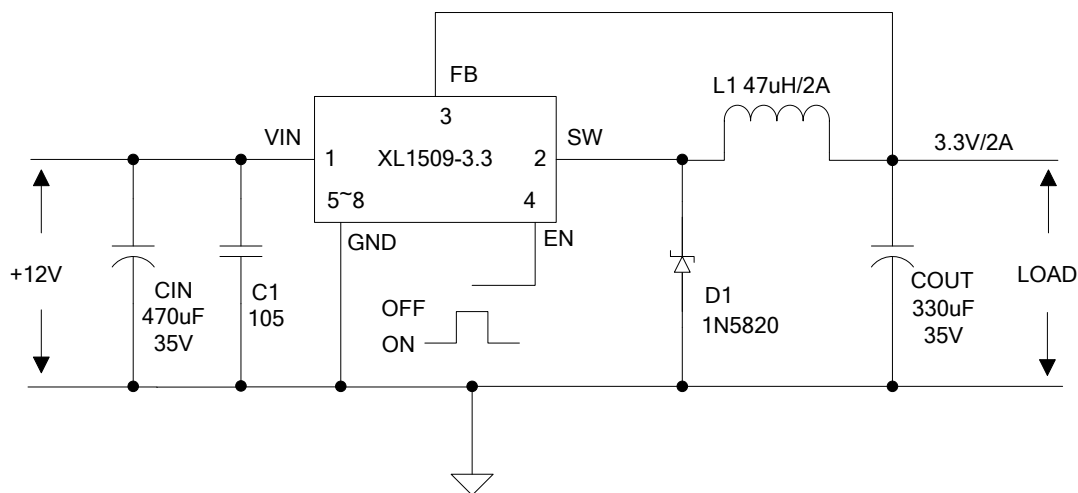 FB
L1 47uH/2A
3
VIN
SW
3.3V/2A
1
XL1509-3.3
2
5~8
4
GND
EN
+12V
CIN
470uF
35V
C1
105
OFF
ON
D1
1N5820
COUT
330uF
35V
LOAD